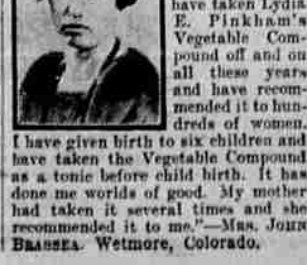 have taken Lydia
E. Pinkham's
Vegetable Com-
pound off and on
all these years
and have recom-
mended it to hun-
dreds of women.
I have given birth to six children and
have taken the Vegetable Compound
as a tonic before child birth. It has
done me worlds of good. My mother
had taken it several times and she
recommended it to me."—MRS. JOHN
BRASSEA. Wetmore, Colorado.